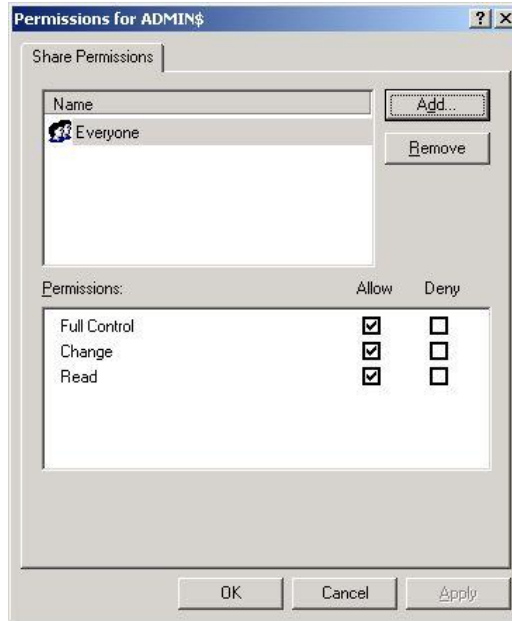 Permissions for ADMIN$ ? X
Share Permissions
Name
Add...
Everyone
Remove
Permissions: Allow Deny
Full Control
Change
Read
OK Cancel Apply